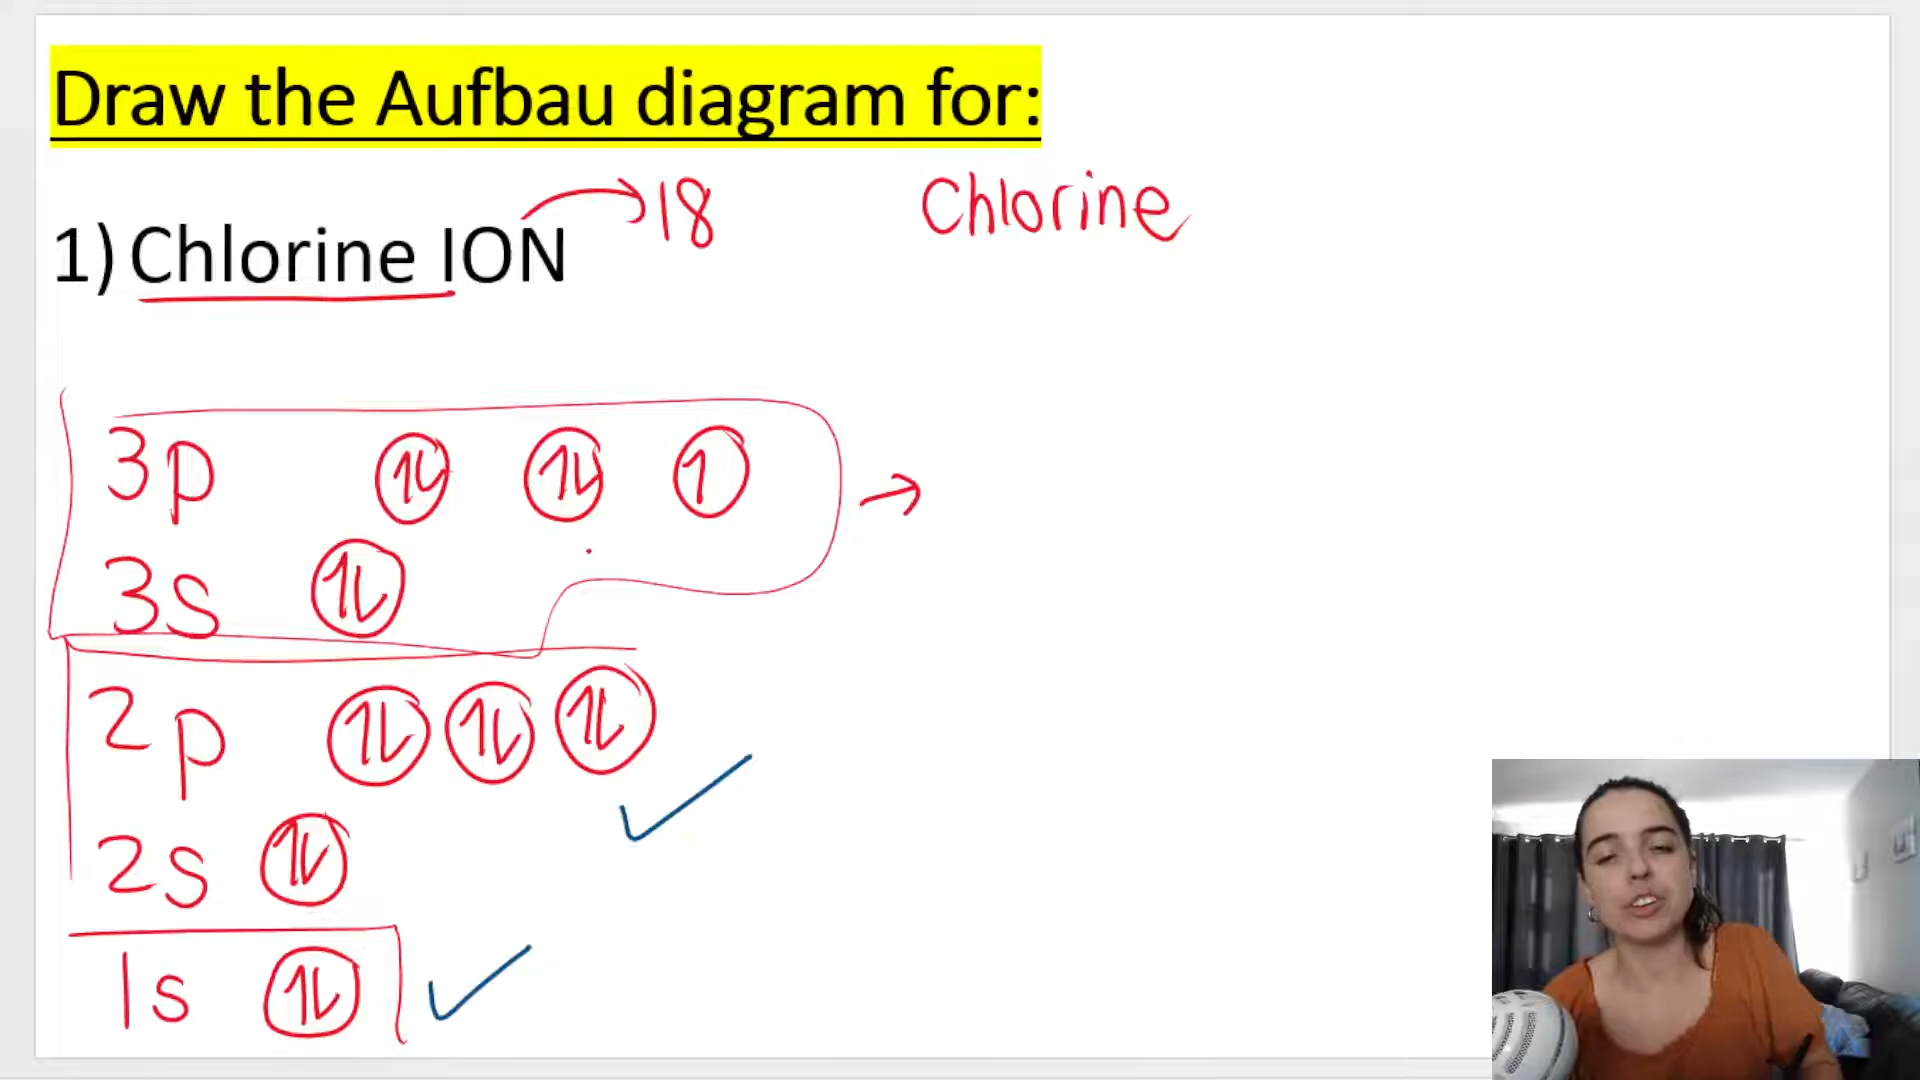 Draw the Aufbau diagram for:
1) Chlorine ION
18
Chlorine
3p
3s
2p
2s
1s